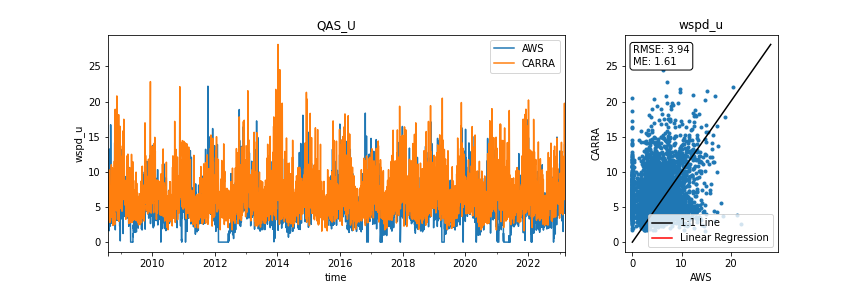 QAS_U
wspd_u
AWS
CARRA
25
20
15
10
5
0
wspd_u
2010
2012
2014
2016
2018
2020
2022
time
RMSE: 3.94
ME: 1.61
25
20
15
10
5
0
CARRA
1:1 Line
Linear Regression
0
10
20
AWS